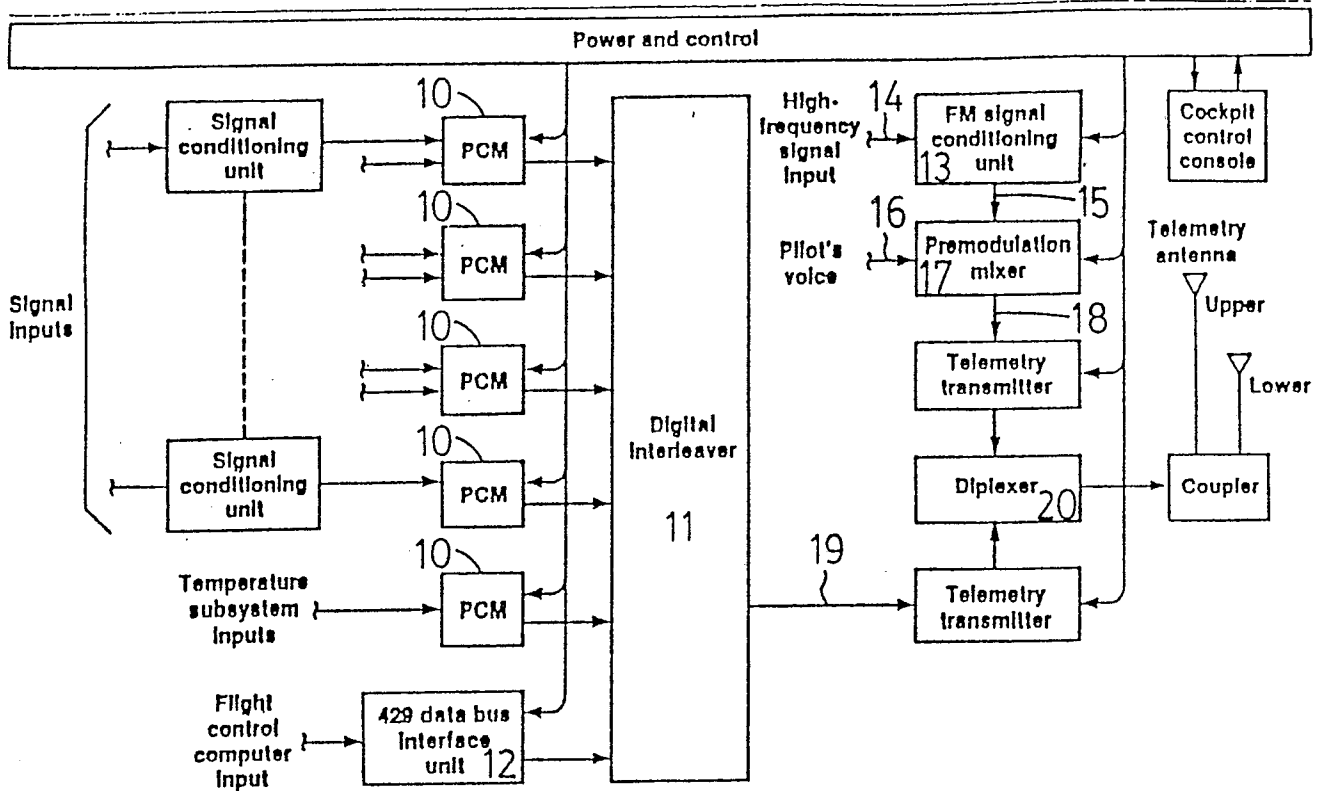 Power and control
10
Signal
conditioning
unit
PCM
10
PCM
10
PCM
Signal
Inputs
10
Signal
conditioning
unit
PCM
10
Temperature
subsystem
Inputs
PCM
Flight
control
computer
Input
429 data bus
Interface
unit 12
Digital
Interleaver
11
High-
frequency
signal
Input
14
FM signal
conditioning
unit
13
15
Pilot's
voice
16
Premodulation
mixer
17
18
Telemetry
transmitter
Diplexer
20
19
Telemetry
transmitter
Cockpit
control
console
Telemetry
antenna
Upper
Lower
Coupler